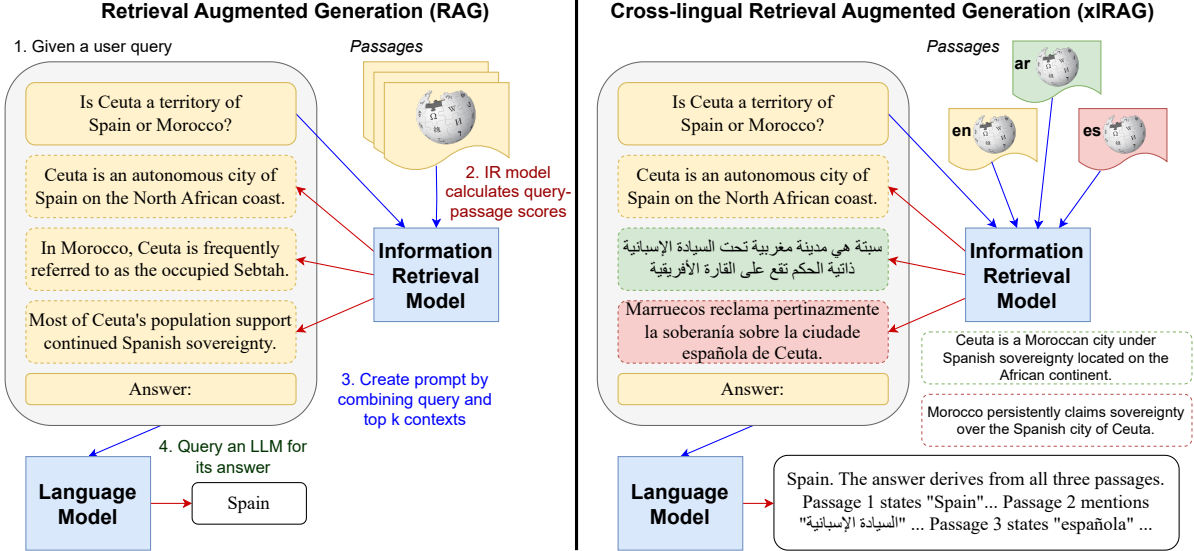 Retrieval Augmented Generation (RAG)
1. Given a user query
Passages
Is Ceuta a territory of
Spain or Morocco?
Ceuta is an autonomous city of
Spain on the North African coast.
2. IR model
calculates query-
passage scores
In Morocco, Ceuta is frequently
referred to as the occupied Sebtah.
Information
Retrieval
Model
Most of Ceuta's population support
continued Spanish sovereignty.
Answer:
3. Create prompt by
combining query and
top k contexts
4. Query an LLM for
its answer
Language
Model
Spain
Cross-lingual Retrieval Augmented Generation (xlRAG)
Passages
ar
en
es
Is Ceuta a territory of
Spain or Morocco?
Ceuta is an autonomous city of
Spain on the North African coast.
سبتة هي مدينة مغربية تحت السيادة الإسبانية
ذاتية الحكم تقع على القارة الأفريقية
Information
Retrieval
Model
Marruecos reclama pertinazmente
la soberanía sobre la ciudade
española de Ceuta.
Answer:
Ceuta is a Moroccan city under
Spanish sovereignty located on the
African continent.
Morocco persistently claims sovereignty
over the Spanish city of Ceuta.
Language
Model
Spain. The answer derives from all three passages.
Passage 1 states "Spain"... Passage 2 mentions
"السيادة الإسبانية" ... Passage 3 states "española" ...